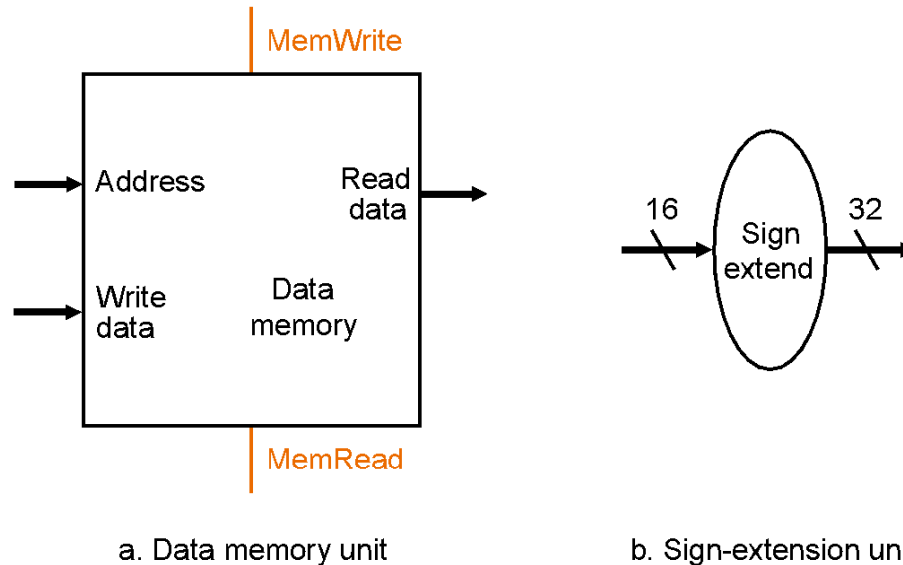 MemWrite
Address
Read
data
Write
data
Data
memory
MemRead
a. Data memory unit
16
32
Sign
extend
b. Sign-extension un